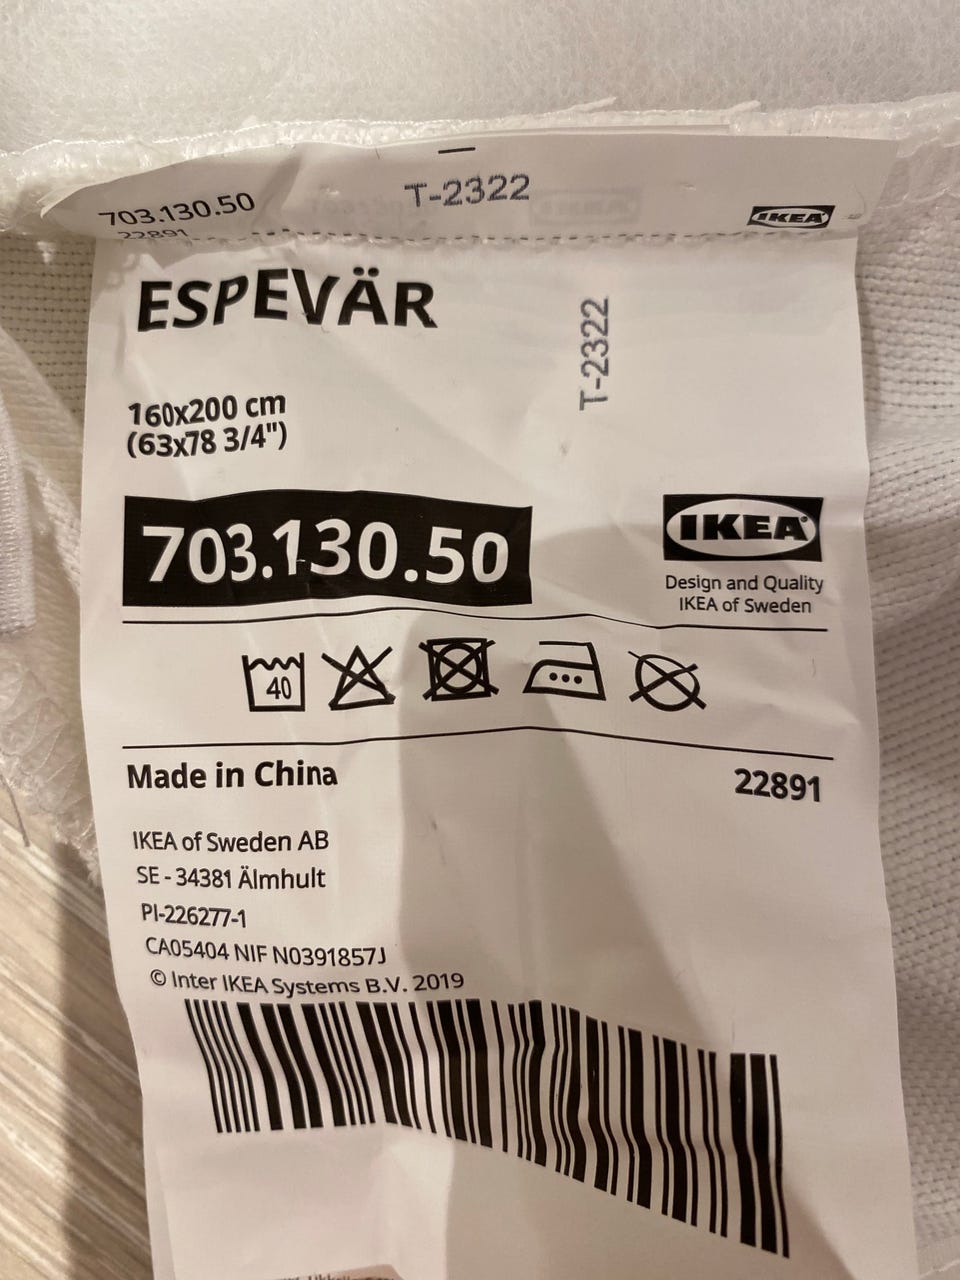 703.130.50
22891
T-2322
IKEA
ESPEVÄR
T-2322
160x200 cm
(63x78 3/4")
703.130.50
IKEA
Design and Quality
IKEA of Sweden
40
Made in China
22891
IKEA of Sweden AB
SE - 34381 Älmhult
PI-226277-1
CA05404 NIF N0391857J
© Inter IKEA Systems B.V. 2019